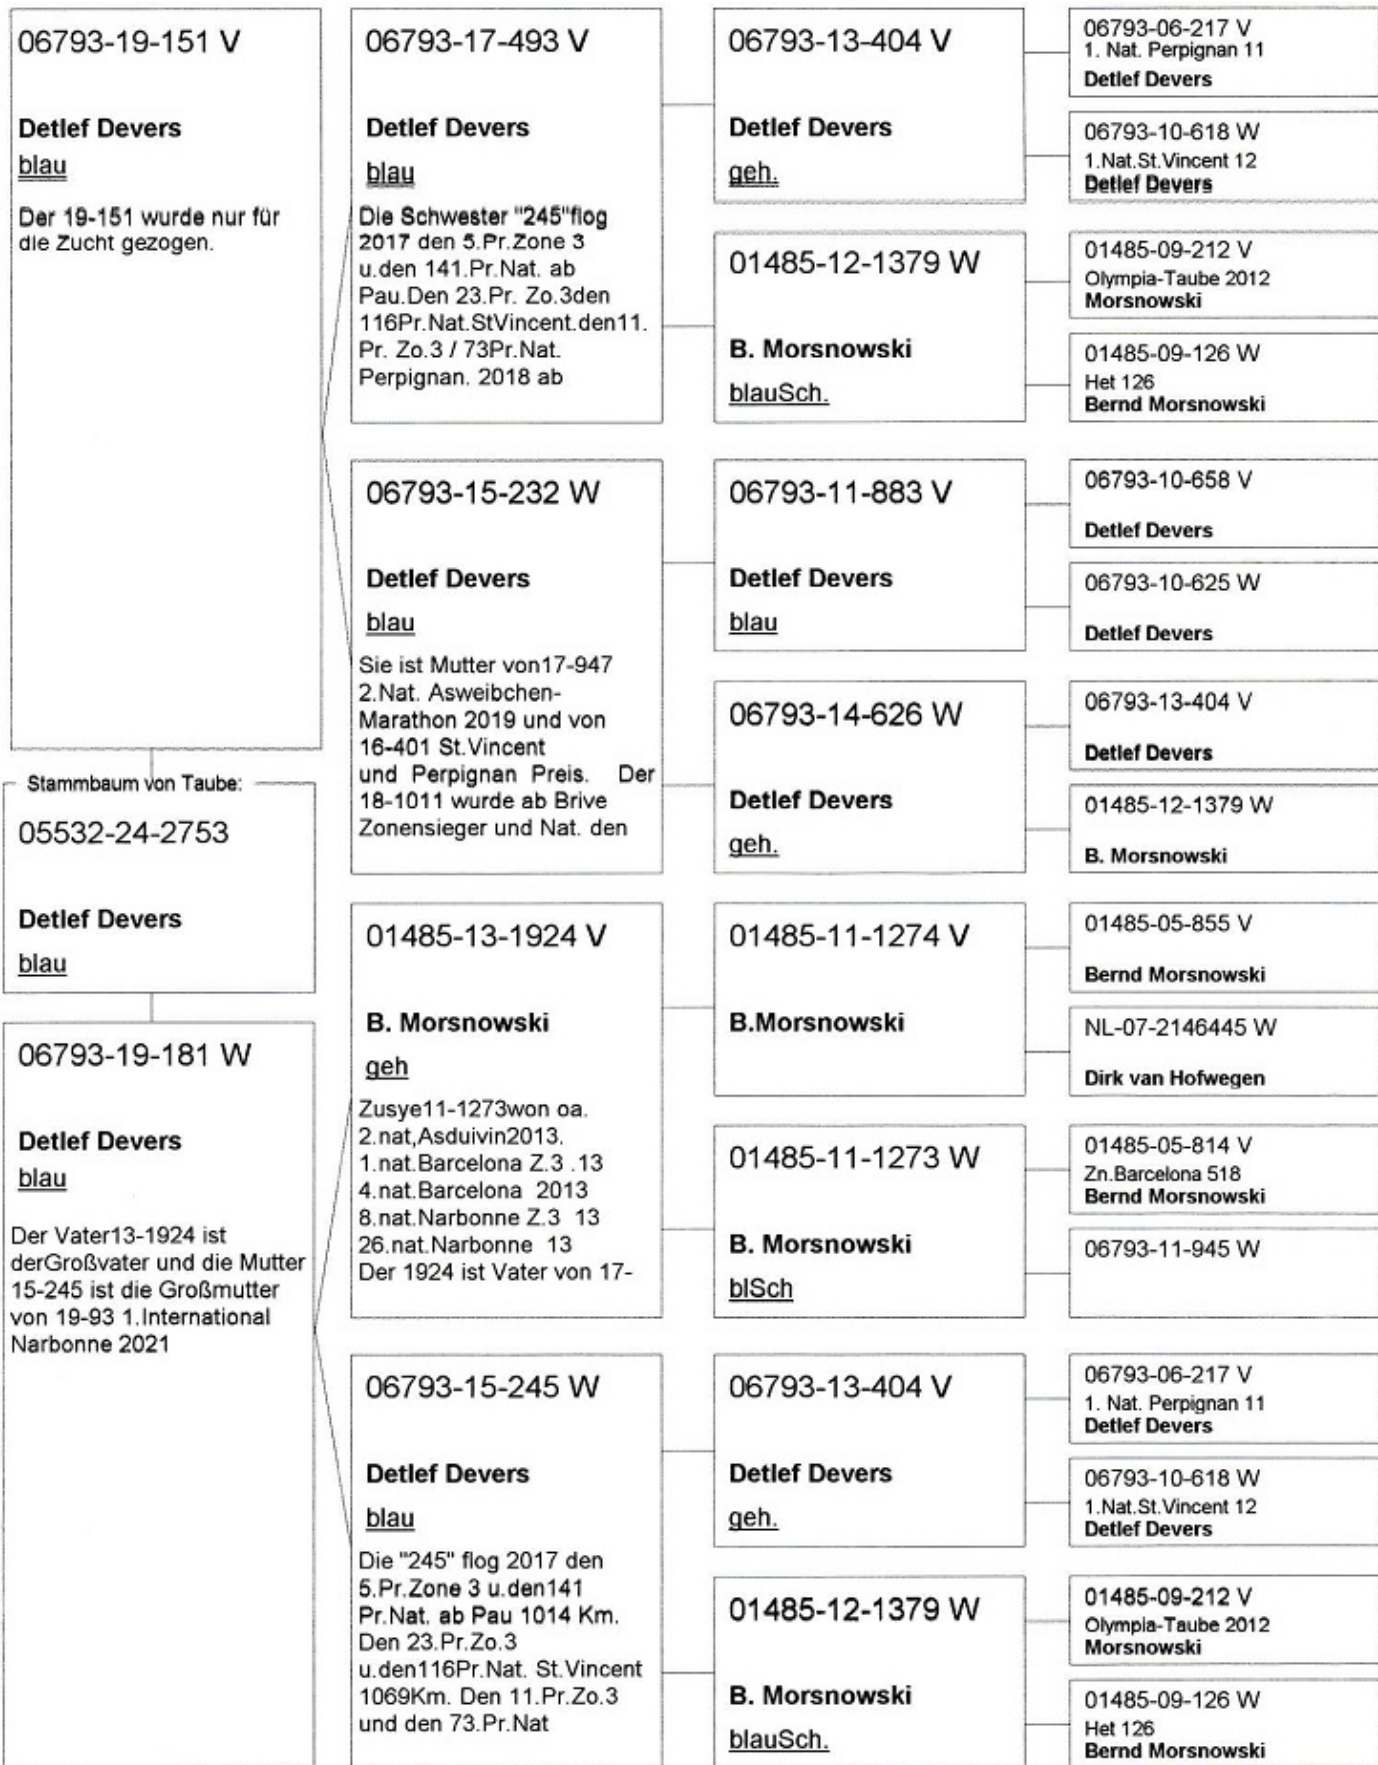 06793-19-151 V
Detlef Devers
blau
Der 19-151 wurde nur für
die Zucht gezogen.
Stammbaum von Taube:
05532-24-2753
Detlef Devers
blau
06793-19-181 W
Detlef Devers
blau
Der Vater13-1924 ist
derGroßvater und die Mutter
15-245 ist die Großmutter
von 19-93 1.International
Narbonne 2021
06793-17-493 V
Detlef Devers
blau
Die Schwester "245"flog
2017 den 5.Pr.Zone 3
u.den 141.Pr.Nat. ab
Pau.Den 23.Pr. Zo.3den
116Pr.Nat.StVincent.den11.
Pr. Zo.3 / 73Pr.Nat.
Perpignan. 2018 ab
06793-15-232 W
Detlef Devers
blau
Sie ist Mutter von17-947
2.Nat. Asweibchen-
Marathon 2019 und von
16-401 St.Vincent
und Perpignan Preis. Der
18-1011 wurde ab Brive
Zonensieger und Nat. den
01485-13-1924 V
B. Morsnowski
geh
Zusye11-1273won oa.
2.nat,Asduivin2013.
1.nat.Barcelona Z.3 .13
4.nat.Barcelona 2013
8.nat.Narbonne Z.3 13
26.nat.Narbonne 13
Der 1924 ist Vater von 17-
06793-15-245 W
Detlef Devers
blau
Die "245" flog 2017 den
5.Pr.Zone 3 u.den141
Pr.Nat. ab Pau 1014 Km.
Den 23.Pr.Zo.3
u.den116Pr.Nat. St.Vincent
1069Km. Den 11.Pr.Zo.3
und den 73.Pr.Nat
06793-13-404 V
Detlef Devers
geh.
01485-12-1379 W
B. Morsnowski
blauSch.
06793-11-883 V
Detlef Devers
blau
06793-14-626 W
Detlef Devers
geh.
01485-11-1274 V
B.Morsnowski
01485-11-1273 W
B. Morsnowski
blSch
06793-13-404 V
Detlef Devers
geh.
01485-12-1379 W
B. Morsnowski
blauSch.
06793-06-217 V
1. Nat. Perpignan 11
Detlef Devers
06793-10-618 W
1.Nat.St.Vincent 12
Detlef Devers
01485-09-212 V
Olympia-Taube 2012
Morsnowski
01485-09-126 W
Het 126
Bernd Morsnowski
06793-10-658 V
Detlef Devers
06793-10-625 W
Detlef Devers
06793-13-404 V
Detlef Devers
01485-12-1379 W
B. Morsnowski
01485-05-855 V
Bernd Morsnowski
NL-07-2146445 W
Dirk van Hofwegen
01485-05-814 V
Zn.Barcelona 518
Bernd Morsnowski
06793-11-945 W
06793-06-217 V
1. Nat. Perpignan 11
Detlef Devers
06793-10-618 W
1.Nat.St.Vincent 12
Detlef Devers
01485-09-212 V
Olympia-Taube 2012
Morsnowski
01485-09-126 W
Het 126
Bernd Morsnowski